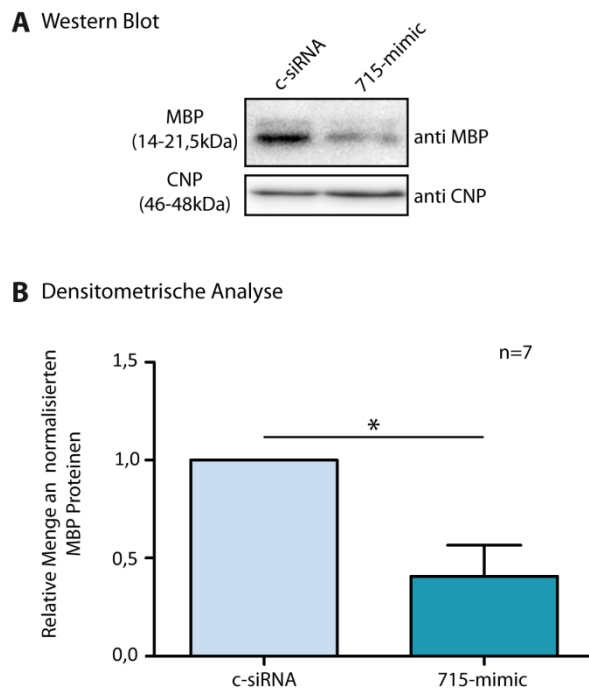 A Western Blot
c-siRNA
715-mimic
MBP
(14-21,5kDa)
anti MBP
CNP
(46-48kDa)
anti CNP
B Densitometrische Analyse
Relative Menge an normalisierten
MBP Proteinen
1,5
n=7
*
1,0
0,5
0,0
c-siRNA
715-mimic